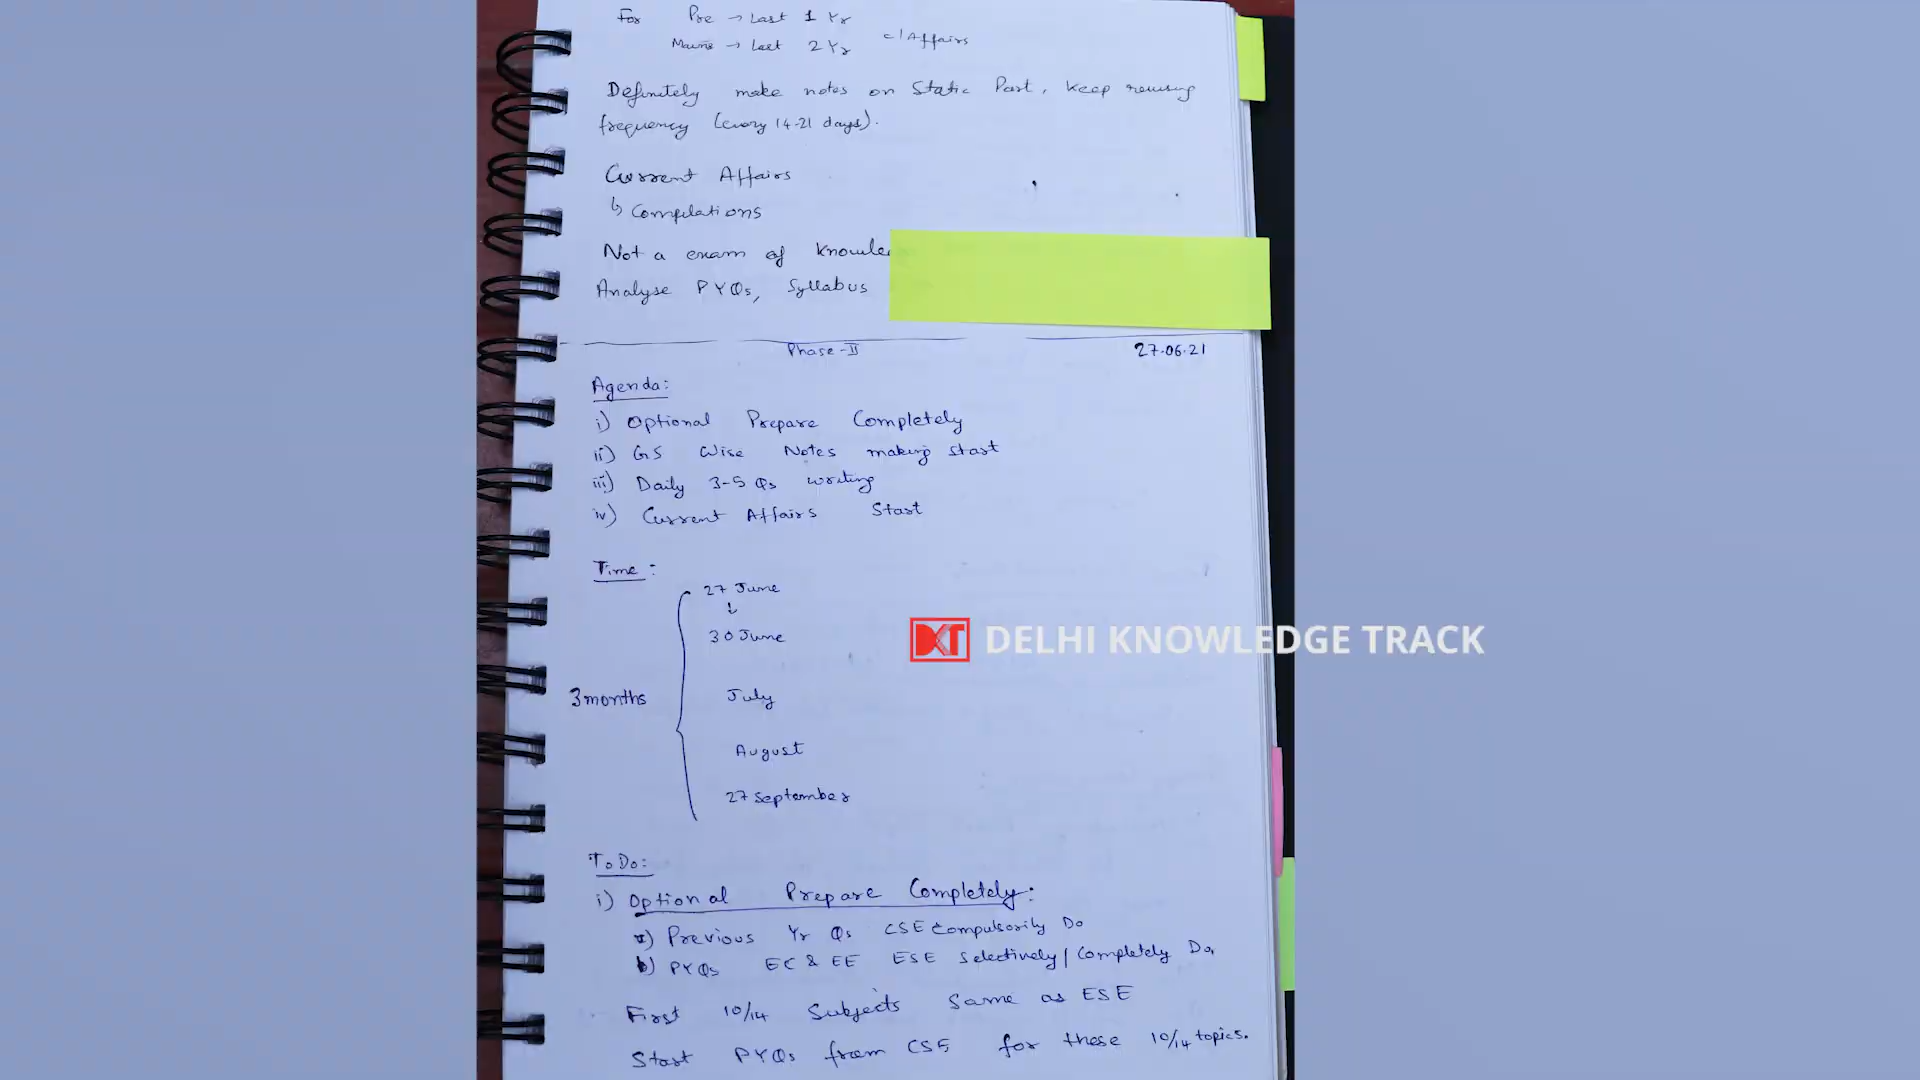 For Pre → Last 1 Yr
Mains → Last 2 Yr C/Affairs
Definitely make notes on Static Part, Keep revising
frequency (every 14-21 days).
Current Affairs
↳ Compilations
Not a exam of
Analyse PYQs, Syllabus
Phase-II 27.06.21
Agenda:
i) Optional Prepare Completely
ii) GS Wise Notes making start
iii) Daily 3-5 Qs writing
iv) Current Affairs Start
Time:
27 June
↓
30 June
July
3 months
August
27 September
To Do:
i) Optional Prepare Completely:
Previous Yr Qs CSE Compulsorily Do
b) PYQs EC & EE ESE Selectively/Completely Do
First 10/14 Subjects Same as ESE
Start PYQs from CSE for these 10/14 topics.
DKT DELHI KNOWLEDGE TRACK